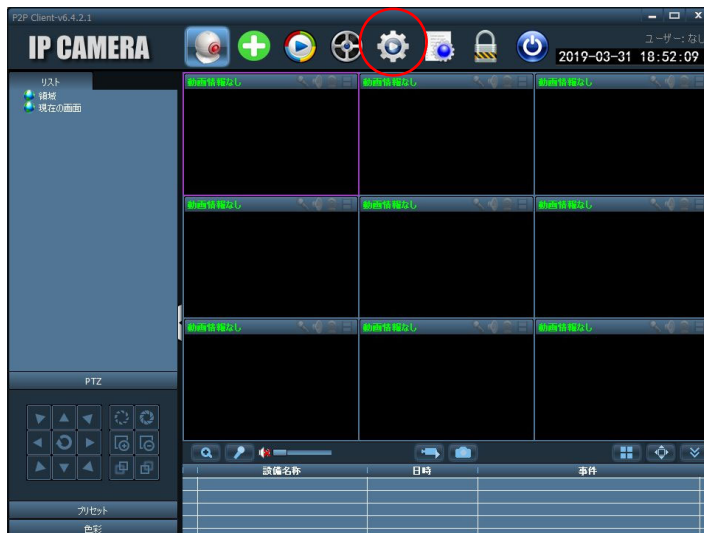 P2P Client-v6.4.2.1
IP CAMERA
ユーザー: なし
2019-03-31 18:52:09
リスト
領域
現在の画面
動画情報なし 動画情報なし 動画情報なし
動画情報なし 動画情報なし 動画情報なし
動画情報なし 動画情報なし 動画情報なし
PTZ
設備名称 日時 事件
プリセット
色彩